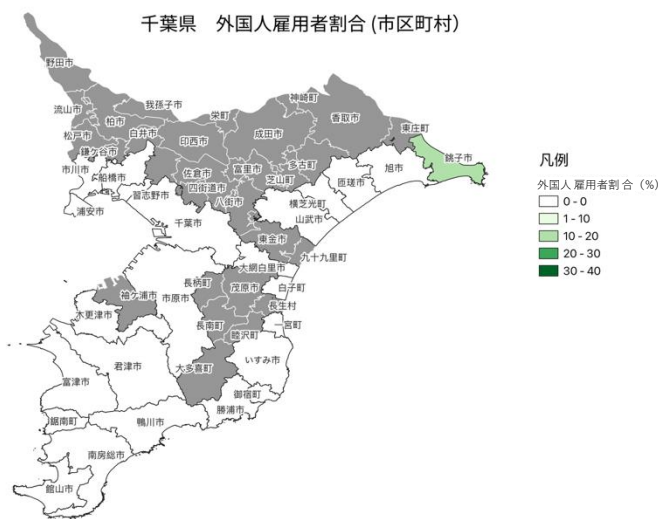 千葉県　外国人雇用者割合 (市区町村）
野田市
流山市
我孫子市
柏市
松戸市
白井市
鎌ケ谷市
市川市
船橋市
浦安市
習志野市
千葉市
栄町
印西市
成田市
神崎町
香取市
東庄町
銚子市
旭市
匝瑳市
多古町
芝山町
富里市
佐倉市
四街道市
八街市
横芝光町
山武市
東金市
九十九里町
大網白里市
茂原市
白子町
長生村
一宮町
長柄町
長南町
睦沢町
いすみ市
市原市
袖ケ浦市
木更津市
君津市
富津市
大多喜町
御宿町
勝浦市
鴨川市
鋸南町
南房総市
館山市
凡例
外国人雇用者割合（%）
0 - 0
1 - 10
10 - 20
20 - 30
30 - 40